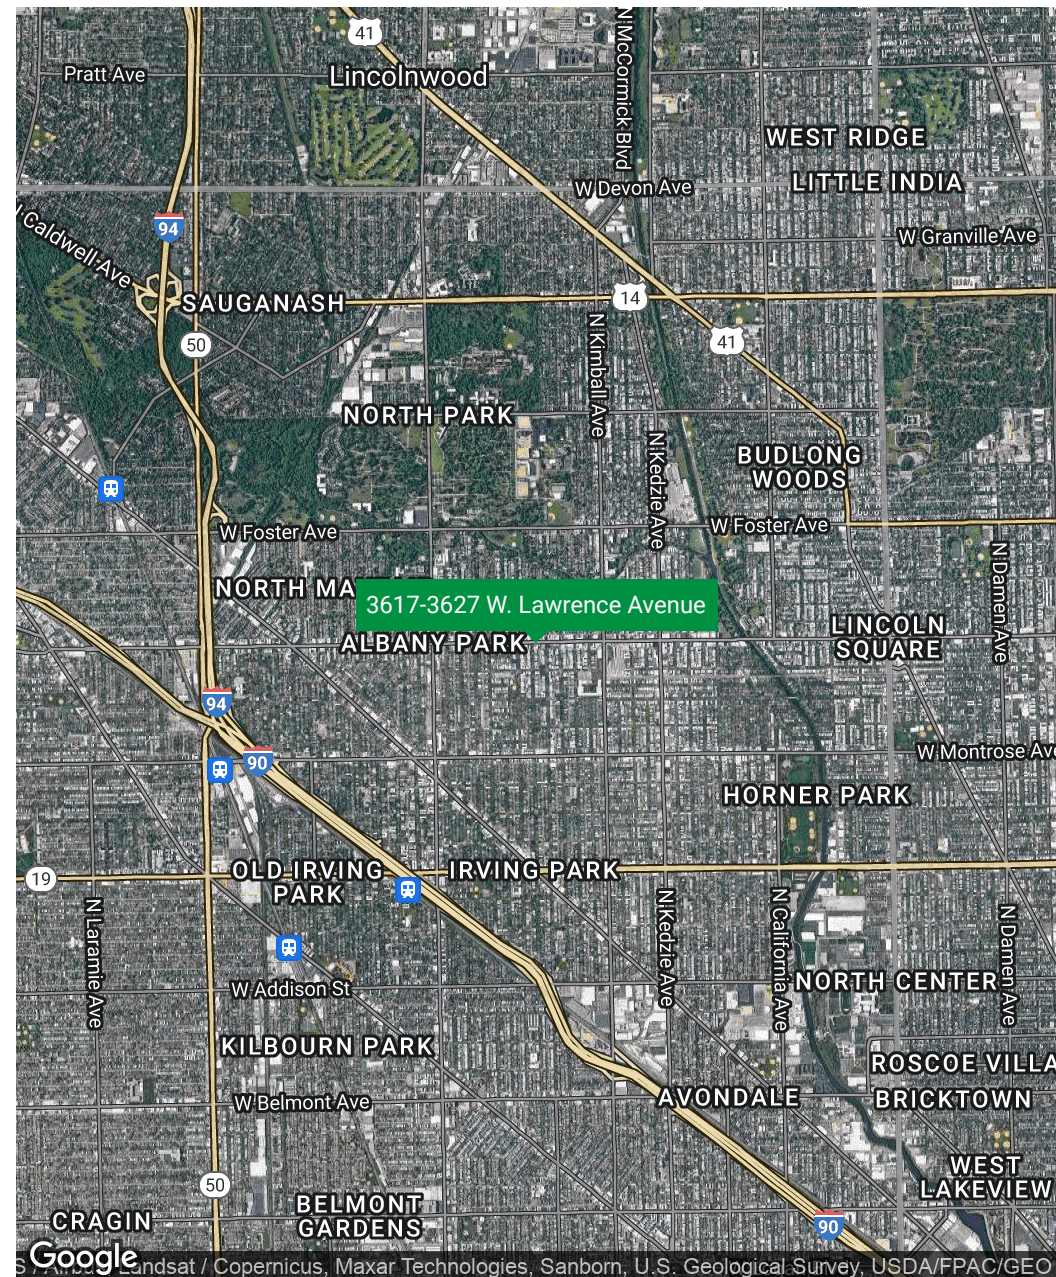 41
Pratt Ave
Lincolnwood
N McCormick Blvd
WEST RIDGE
W Devon Ave
LITTLE INDIA
Caldwell Ave
94
W Granville Ave
SAUGANASH
14
50
41
N Kimball Ave
NORTH PARK
N Kedzie Ave
BUDLONG
WOODS
W Foster Ave
W Foster Ave
N Damen Ave
NORTH MA
3617-3627 W. Lawrence Avenue
ALBANY PARK
LINCOLN
SQUARE
94
90
W Montrose Ave
HORNER PARK
19
OLD IRVING
PARK
IRVING PARK
N Laramie Ave
N Kedzie Ave
N California Ave
N Damen Ave
W Addison St
NORTH CENTER
KILBOURN PARK
ROSCOE VILLA
AVONDALE
BRICKTOWN
W Belmont Ave
WEST
LAKEVIEW
50
BELMONT
GARDENS
CRAGIN
90
Google
Landsat / Copernicus, Maxar Technologies, Sanborn, U.S. Geological Survey, USDA/FPAC/GEO